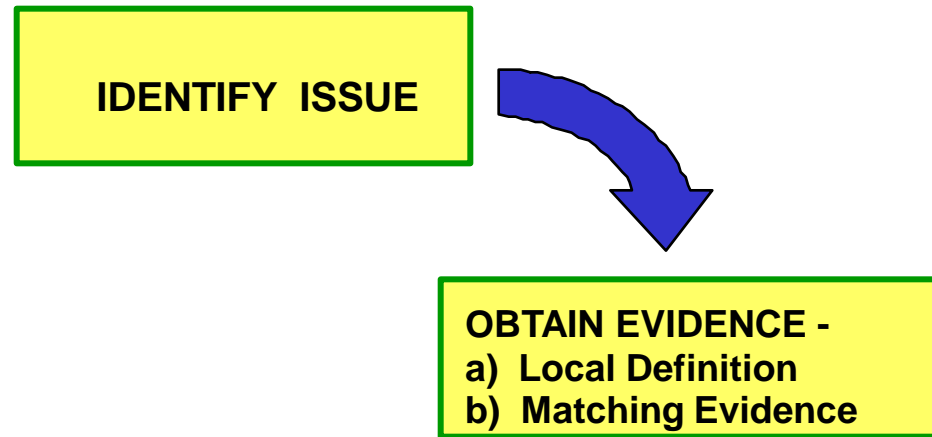 IDENTIFY ISSUE
OBTAIN EVIDENCE -
a) Local Definition
b) Matching Evidence